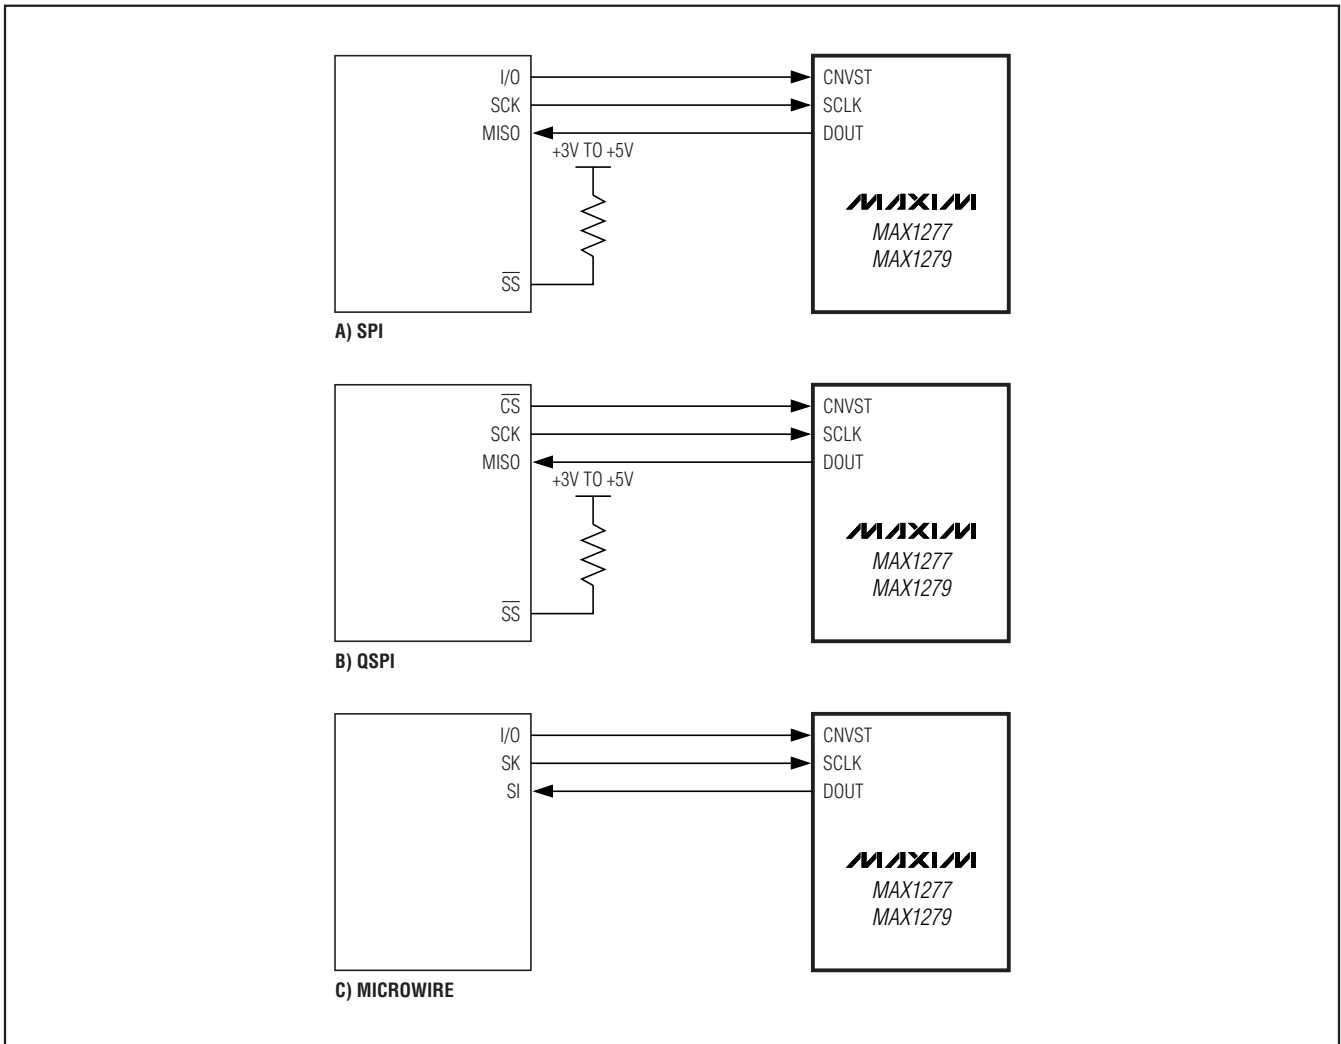 I/O CNVST
SCK SCLK
MISO DOUT
+3V TO +5V
MAXIM
MAX1277
MAX1279
SS
A) SPI
CS CNVST
SCK SCLK
MISO DOUT
+3V TO +5V
MAXIM
MAX1277
MAX1279
SS
B) QSPI
I/O CNVST
SK SCLK
SI DOUT
MAXIM
MAX1277
MAX1279
C) MICROWIRE